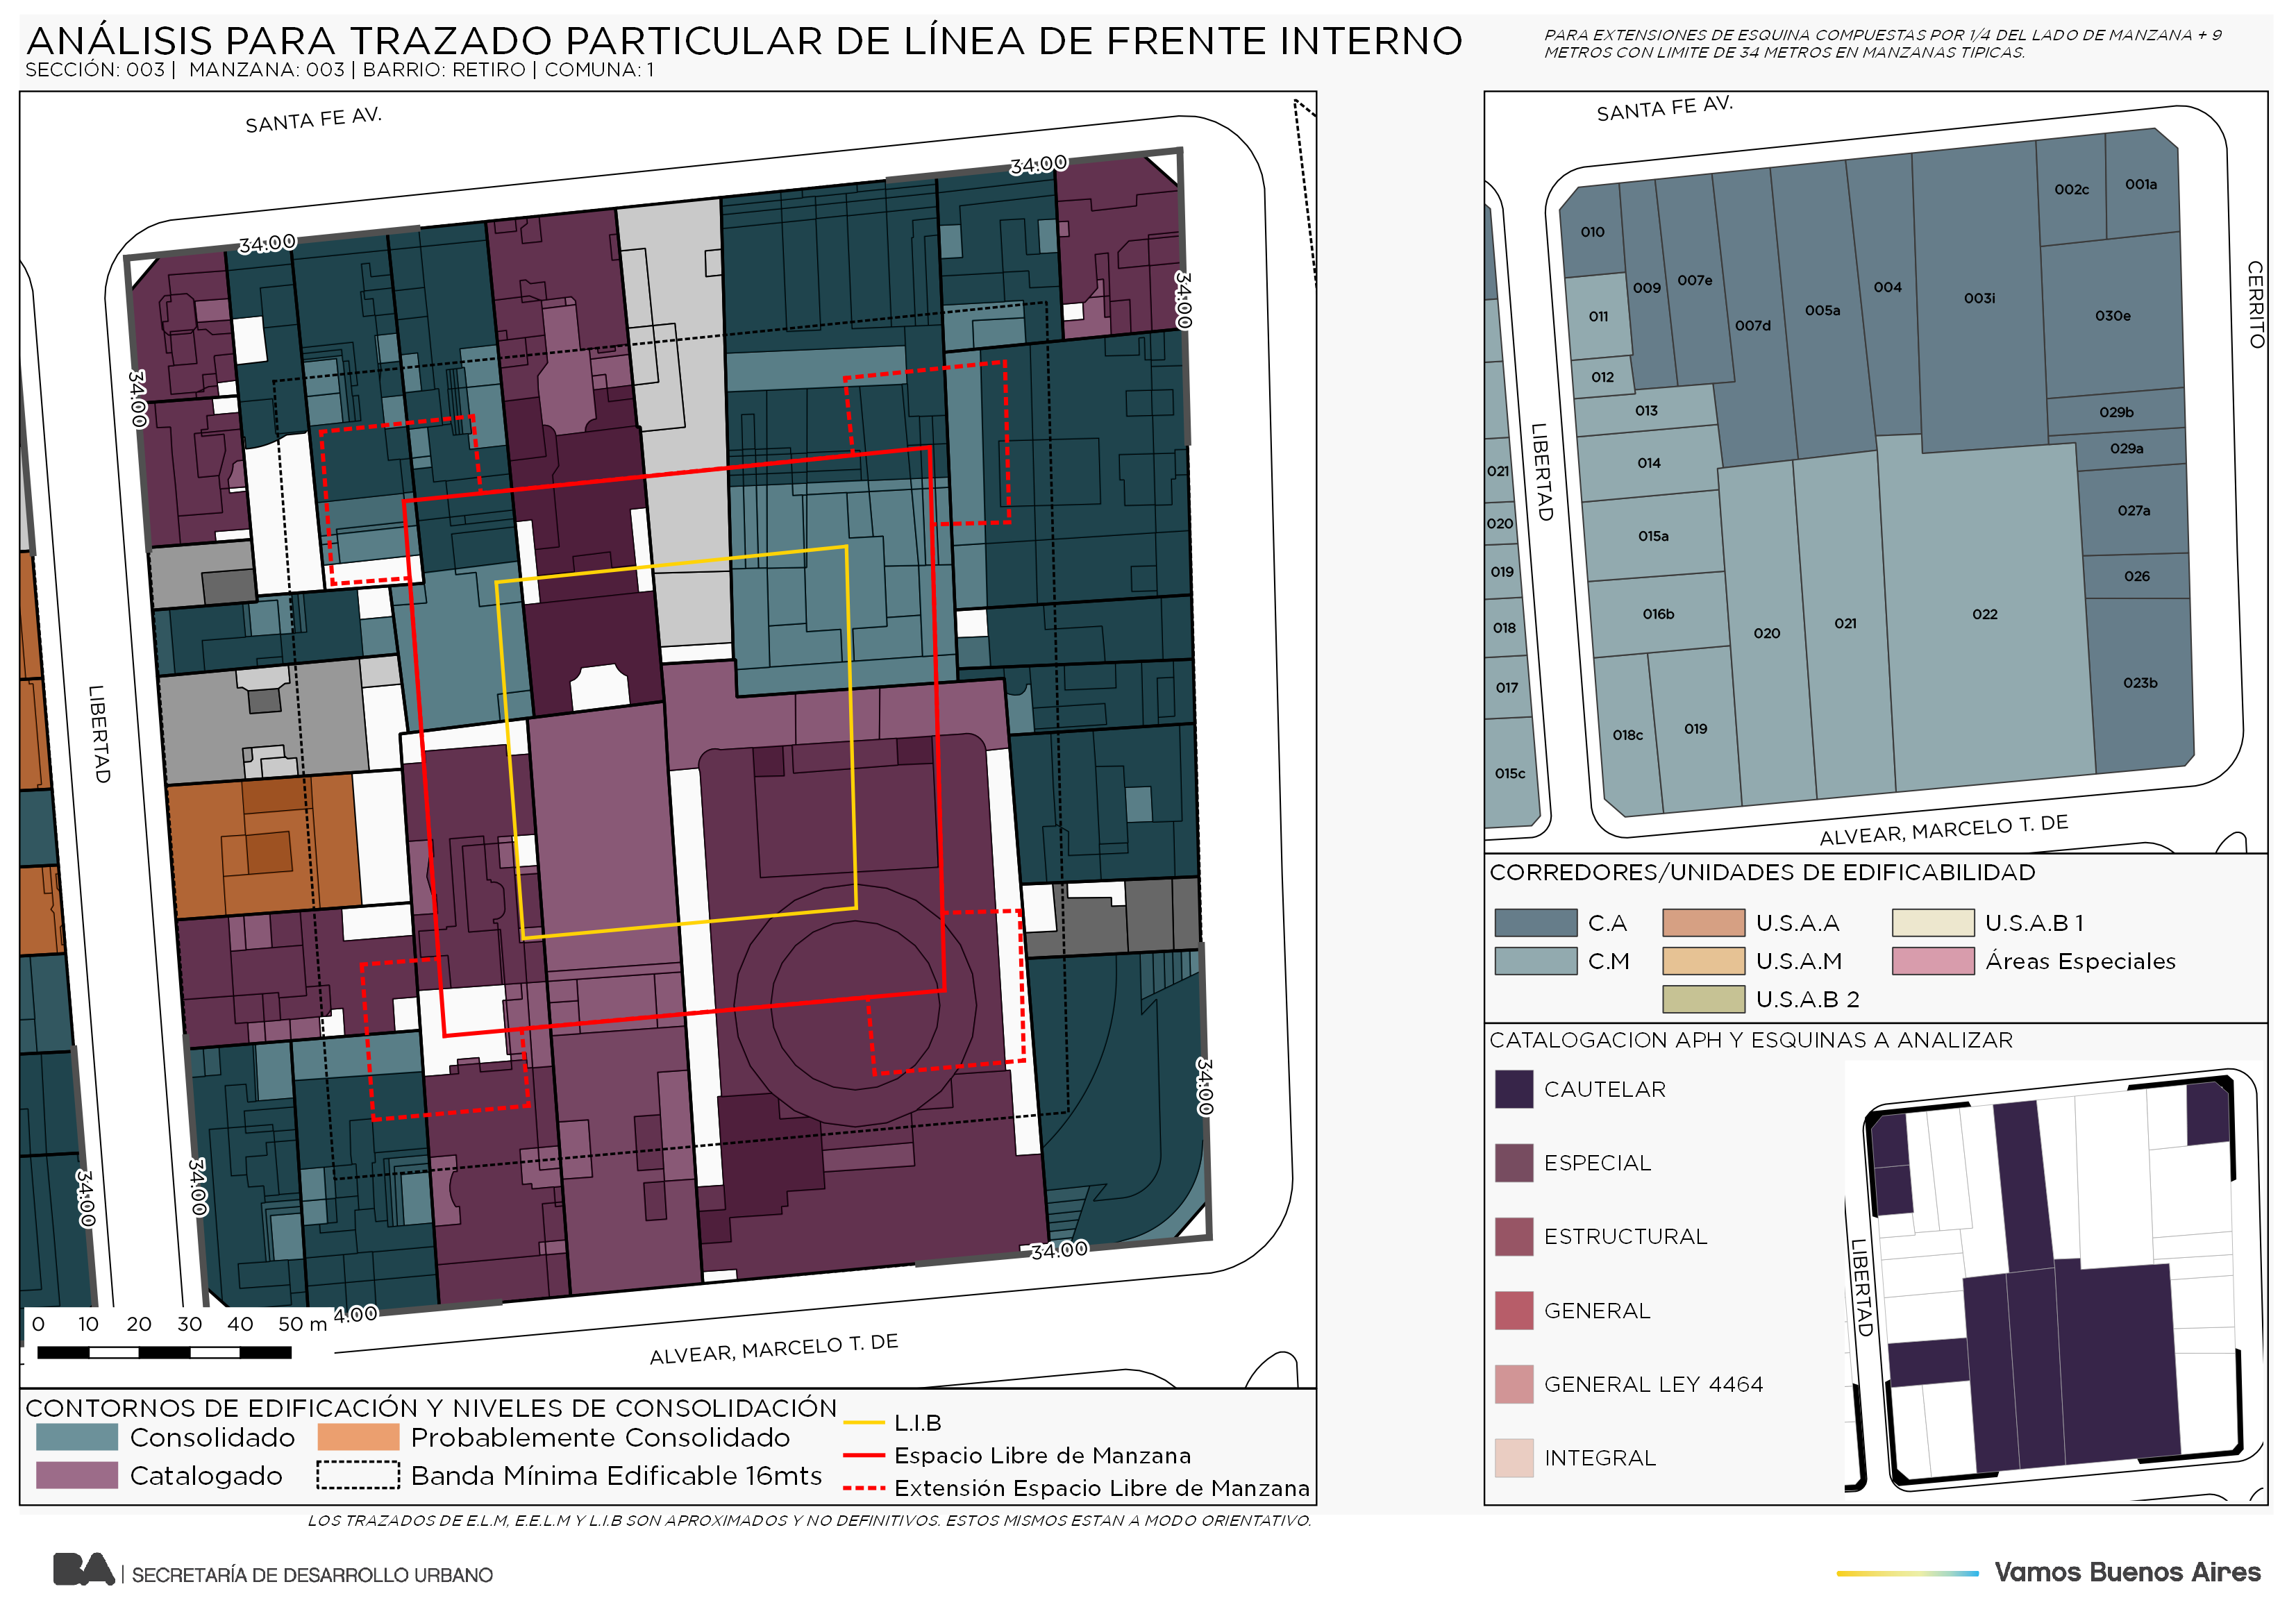 ANÁLISIS PARA TRAZADO PARTICULAR DE LÍNEA DE FRENTE INTERNO
SECCIÓN: 003 | MANZANA: 003 | BARRIO: RETIRO | COMUNA: 1
PARA EXTENSIONES DE ESQUINA COMPUESTAS POR 1/4 DEL LADO DE MANZANA + 9
METROS CON LIMITE DE 34 METROS EN MANZANAS TIPICAS.
SANTA FE AV.
34.00
34.00
34.00
34.00
LIBERTAD
34.00
34.00
34.00
34.00
4.00
0 10 20 30 40 50 m
ALVEAR, MARCELO T. DE
CONTORNOS DE EDIFICACIÓN Y NIVELES DE CONSOLIDACIÓN
Consolidado
Probablemente Consolidado
Catalogado
Banda Mínima Edificable 16mts
L.I.B
Espacio Libre de Manzana
Extensión Espacio Libre de Manzana
SANTA FE AV.
CERRITO
LIBERTAD
001a
002c
010
009
007e
007d
005a
004
003i
030e
011
012
013
014
015a
016b
018c
019
020
021
022
029b
029a
027a
026
023b
021
020
019
018
017
015c
ALVEAR, MARCELO T. DE
CORREDORES/UNIDADES DE EDIFICABILIDAD
C.A
U.S.A.A
U.S.A.B 1
C.M
U.S.A.M
Áreas Especiales
U.S.A.B 2
CATALOGACION APH Y ESQUINAS A ANALIZAR
CAUTELAR
ESPECIAL
ESTRUCTURAL
GENERAL
GENERAL LEY 4464
INTEGRAL
LIBERTAD
LOS TRAZADOS DE E.L.M, E.E.L.M Y L.I.B SON APROXIMADOS Y NO DEFINITIVOS. ESTOS MISMOS ESTAN A MODO ORIENTATIVO.
BA | SECRETARÍA DE DESARROLLO URBANO
Vamos Buenos Aires